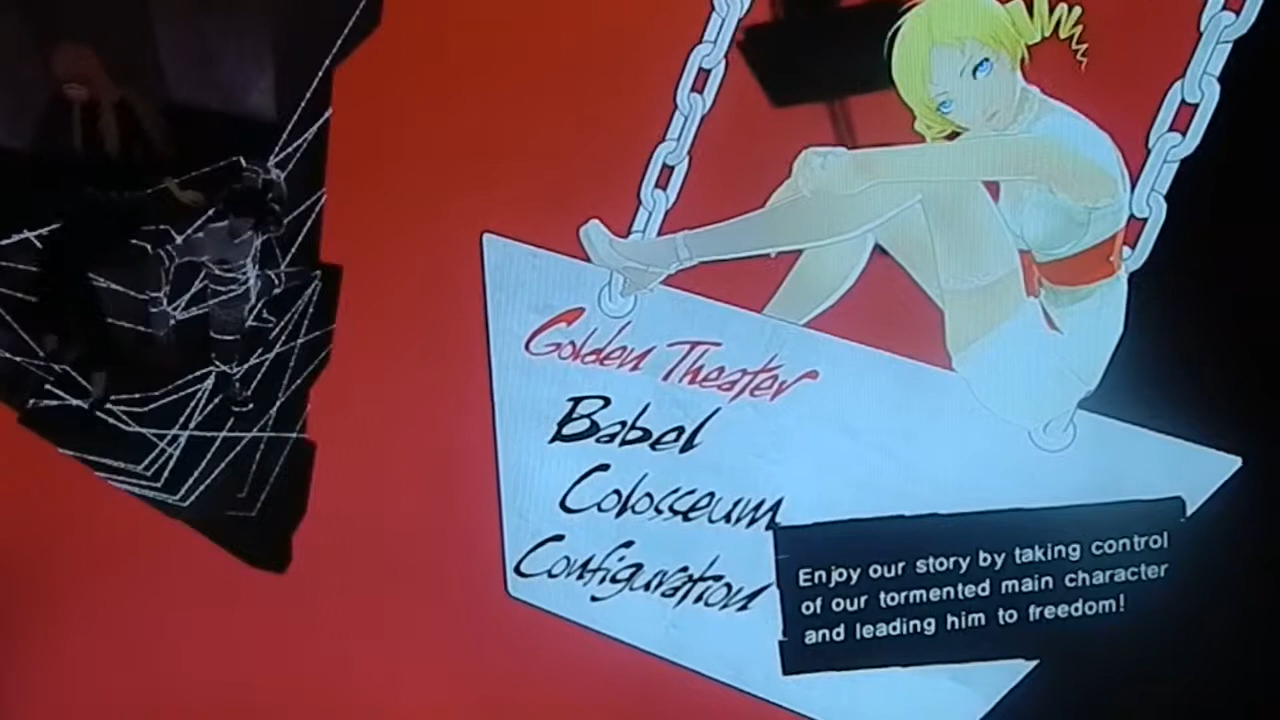 Golden Theater
Babel
Colosseum
Configuration
Enjoy our story by taking control
of our tormented main character
and leading him to freedom!